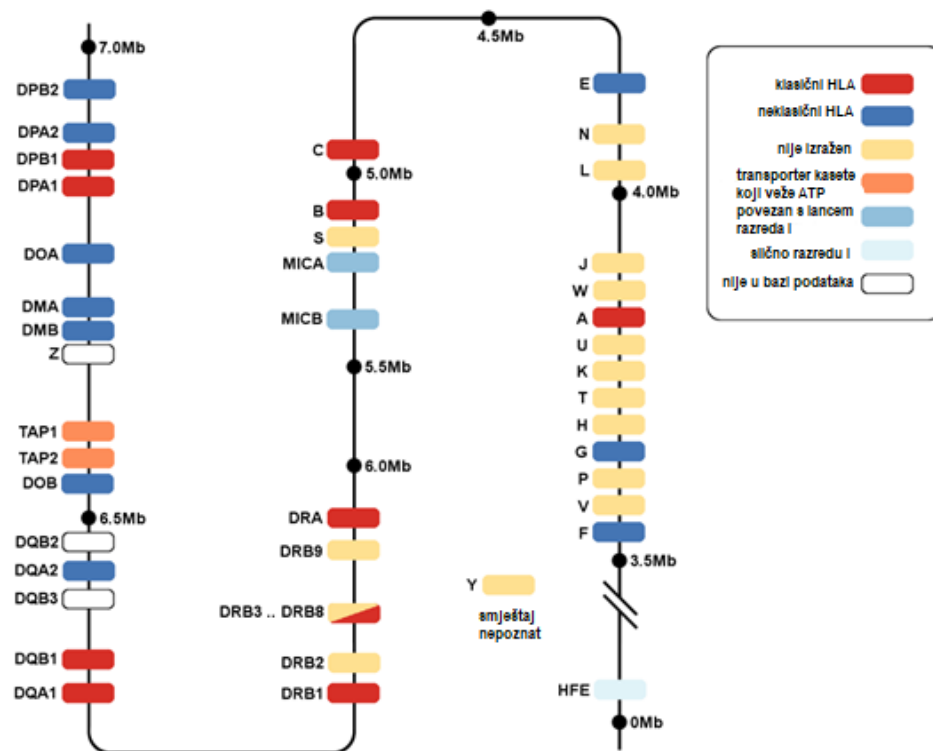 7.0Mb
DPB2
DPA2
DPB1
DPA1
DOA
DMA
DMB
Z
TAP1
TAP2
DOB
6.5Mb
DQB2
DQA2
DQB3
DQB1
DQA1
4.5Mb
C
5.0Mb
B
S
MICA
MICB
5.5Mb
6.0Mb
DRA
DRB9
DRB3 .. DRB8
DRB2
DRB1
E
N
L
4.0Mb
J
W
A
U
K
T
H
G
P
V
F
3.5Mb
Y
smještaj
nepoznat
HFE
0Mb
klasični HLA
neklasični HLA
nije izražen
transporter kasete
koji veže ATP
povezan s lancem
razreda I
slično razredu I
nije u bazi podataka